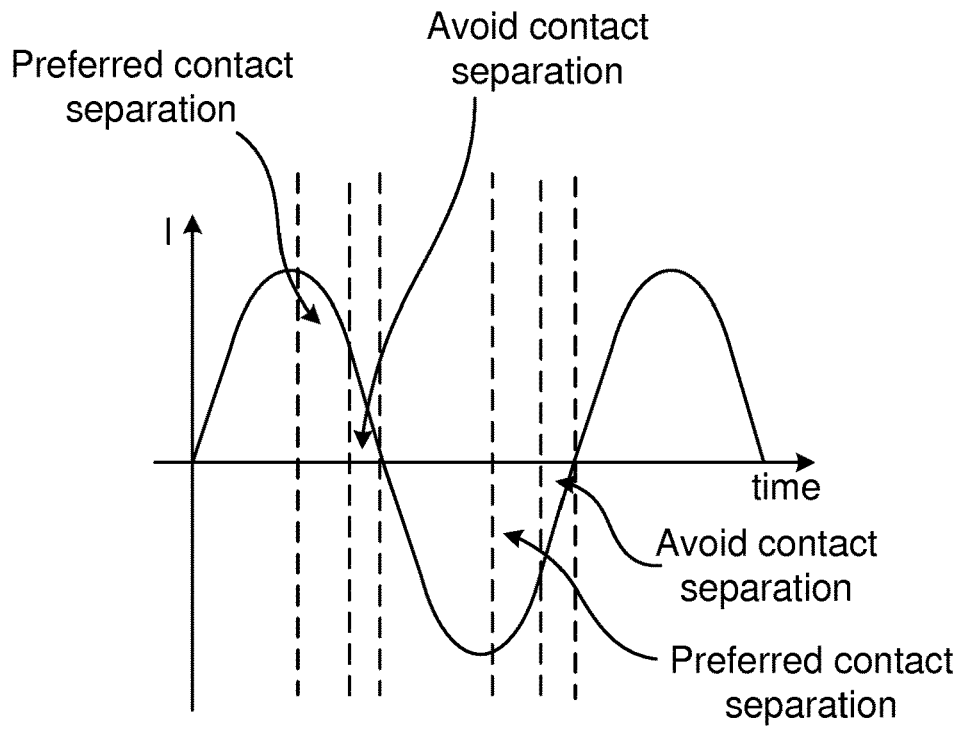 Avoid contact
separation
Preferred contact
separation
I
time
Avoid contact
separation
Preferred contact
separation